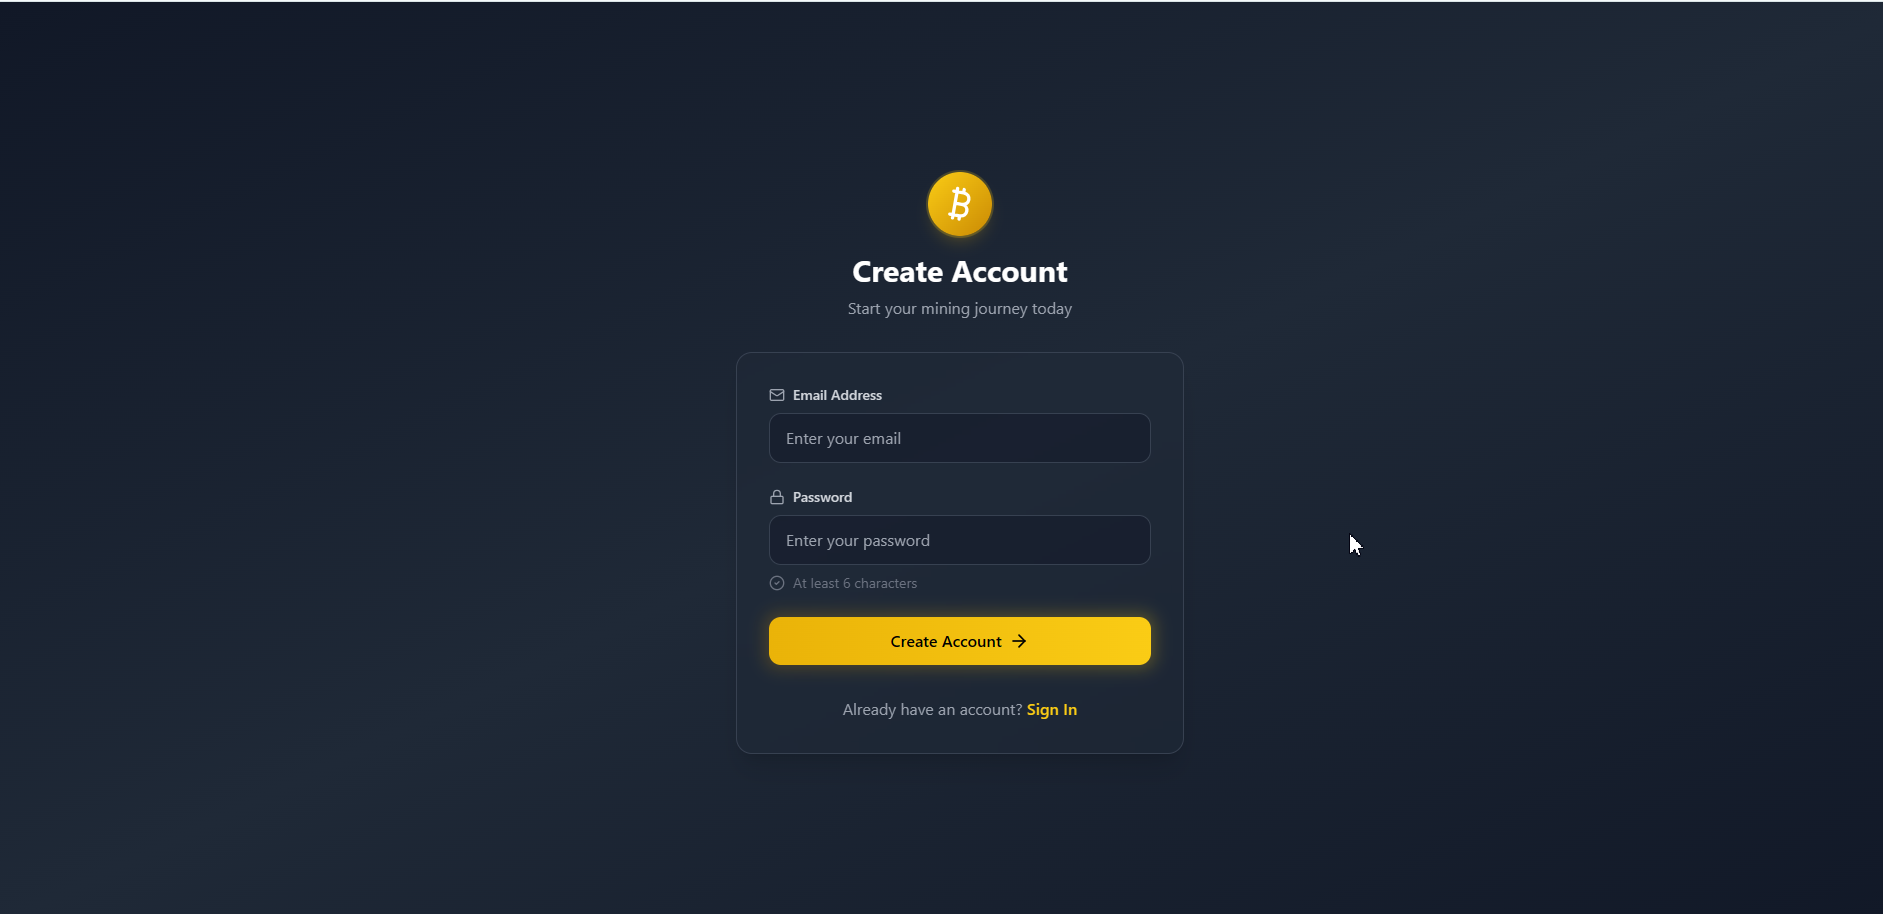 Create Account
Start your mining journey today
Email Address
Enter your email
Password
Enter your password
At least 6 characters
Create Account
Already have an account? Sign In